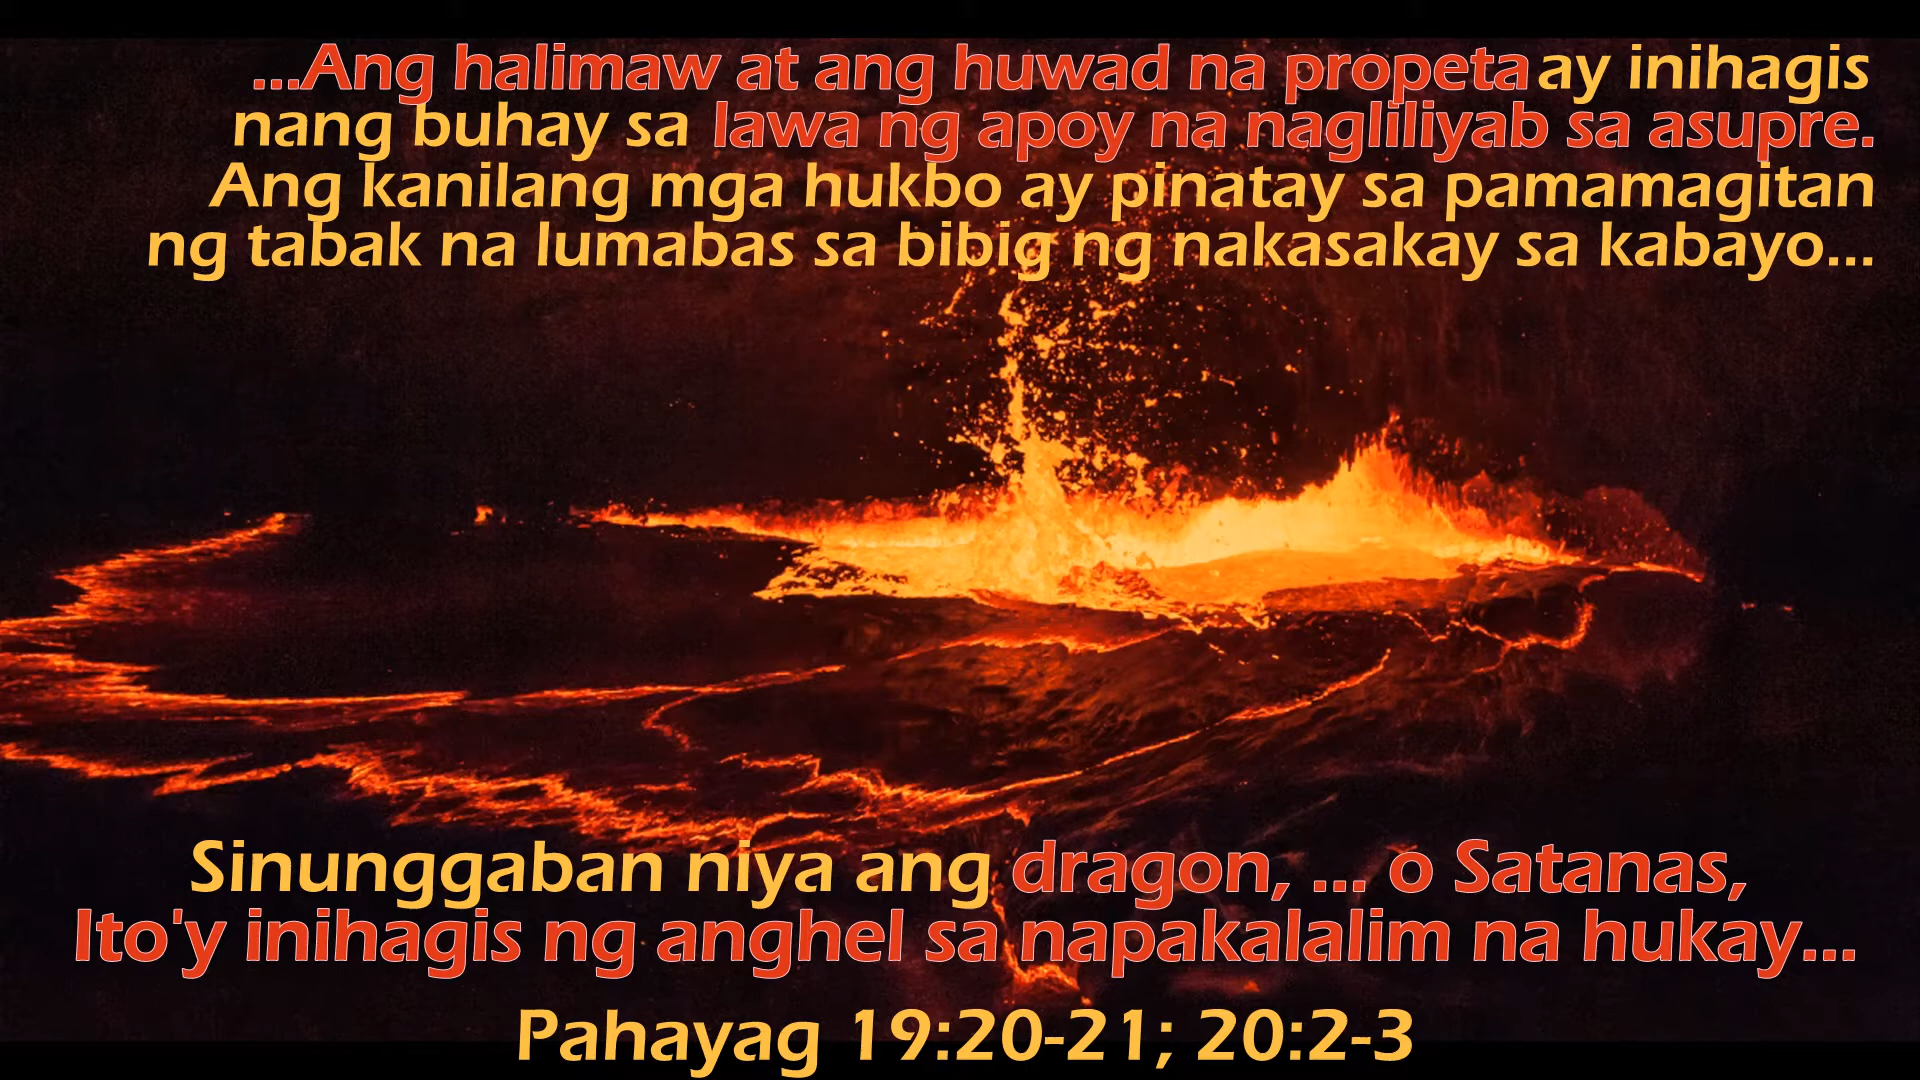 ...Ang halimaw at ang huwad na propeta ay inihagis
nang buhay sa lawa ng apoy na nagliliyab sa asupre.
Ang kanilang mga hukbo ay pinatay sa pamamagitan
ng tabak na lumabas sa bibig ng nakasakay sa kabayo...
Sinunggaban niya ang dragon, ... o Satanas,
Ito'y inihagis ng anghel sa napakalalim na hukay...
Pahayag 19:20-21; 20:2-3